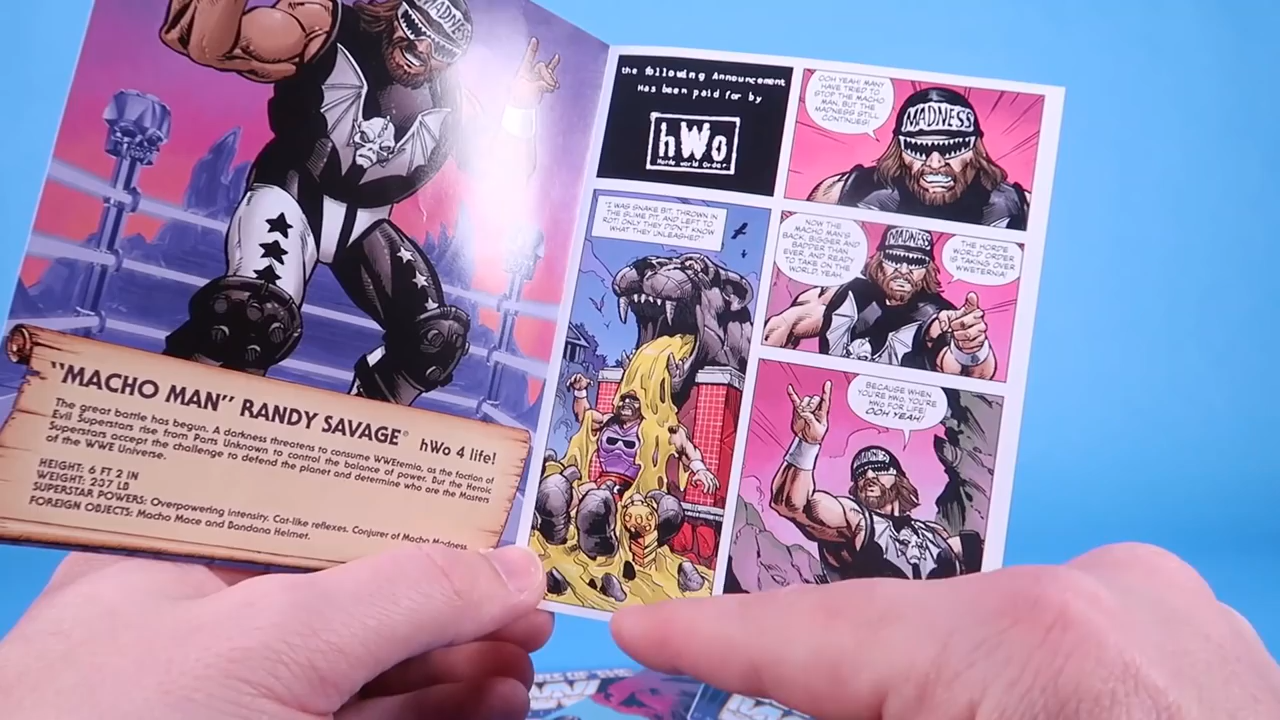 MADNESS
"MACHO MAN" RANDY SAVAGE® hWo 4 life!
The great battle has begun. A darkness threatens to consume WWEternia, as the faction of
Evil Superstars rise from Parts Unknown to control the balance of power. But the Heroic
Superstars accept the challenge to defend the planet and determine who are the Masters
of the WWE Universe.
HEIGHT: 6 FT 2 IN
WEIGHT: 237 LB
SUPERSTAR POWERS: Overpowering intensity. Cat-like reflexes. Conjurer of Macho Madness.
FOREIGN OBJECTS: Macho Mace and Bandana Helmet.
the following Announcement
Has been paid for by
hWo
Horde World Order
OOH YEAH! MANY
HAVE TRIED TO
STOP THE MACHO
MAN, BUT THE
MADNESS STILL
CONTINUES!
MADNESS
"I WAS SNAKE BIT, THROWN IN
THE SLIME PIT, AND LEFT TO
ROT! ONLY THEY DIDN'T KNOW
WHAT THEY UNLEASHED!"
NOW THE
MACHO MAN'S
BACK, BIGGER AND
BADDER THAN
EVER, AND READY
TO TAKE ON THE
WORLD, YEAH.
MADNESS
THE HORDE
WORLD ORDER
IS TAKING OVER
WWETERNIA!
BECAUSE WHEN
YOU'RE HWO, YOU'RE
HWO FOR LIFE!
OOH YEAH!
MADNESS